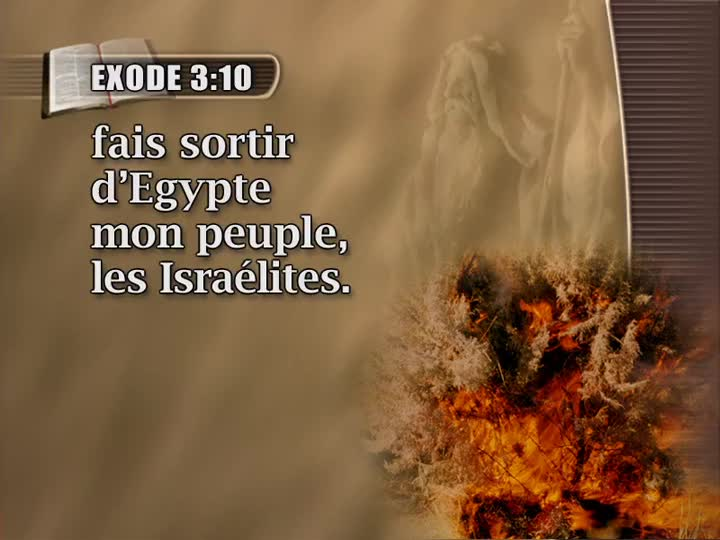 EXODE 3:10
fais sortir
d’Egypte
mon peuple,
les Israélites.